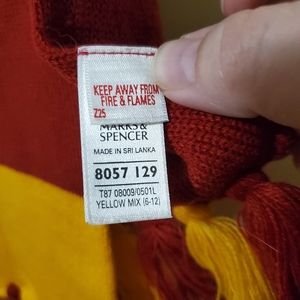 KEEP AWAY FROM
FIRE & FLAMES
Z25
MARKS &
SPENCER
MADE IN SRI LANKA
8057 129
T87 08009/0501L
YELLOW MIX (6-12)